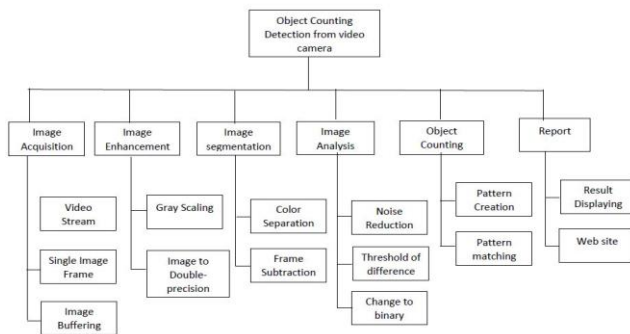 Object Counting
Detection from video
camera
Image
Acquisition
Image
Enhancement
Image
segmentation
Image
Analysis
Object
Counting
Report
Video
Stream
Single Image
Frame
Image
Buffering
Gray Scaling
Image to
Double-
precision
Color
Separation
Frame
Subtraction
Noise
Reduction
Threshold of
difference
Change to
binary
Pattern
Creation
Pattern
matching
Result
Displaying
Web site